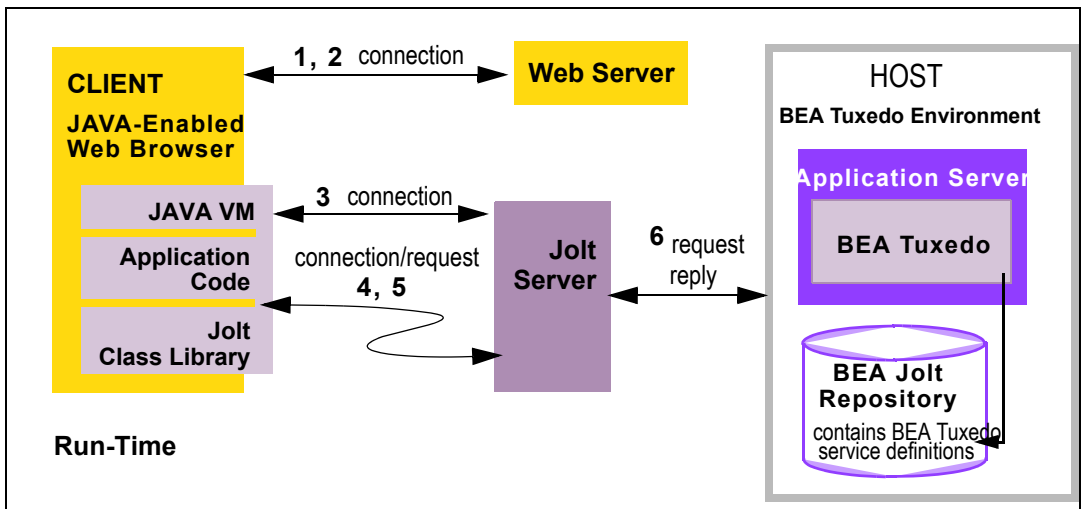 CLIENT
JAVA-Enabled
Web Browser
JAVA VM
Application
Code
Jolt
Class Library
Run-Time
1, 2 connection
Web Server
3 connection
connection/request
4, 5
Jolt
Server
6 request
reply
HOST
BEA Tuxedo Environment
Application Server
BEA Tuxedo
BEA Jolt
Repository
contains BEA Tuxedo
service definitions